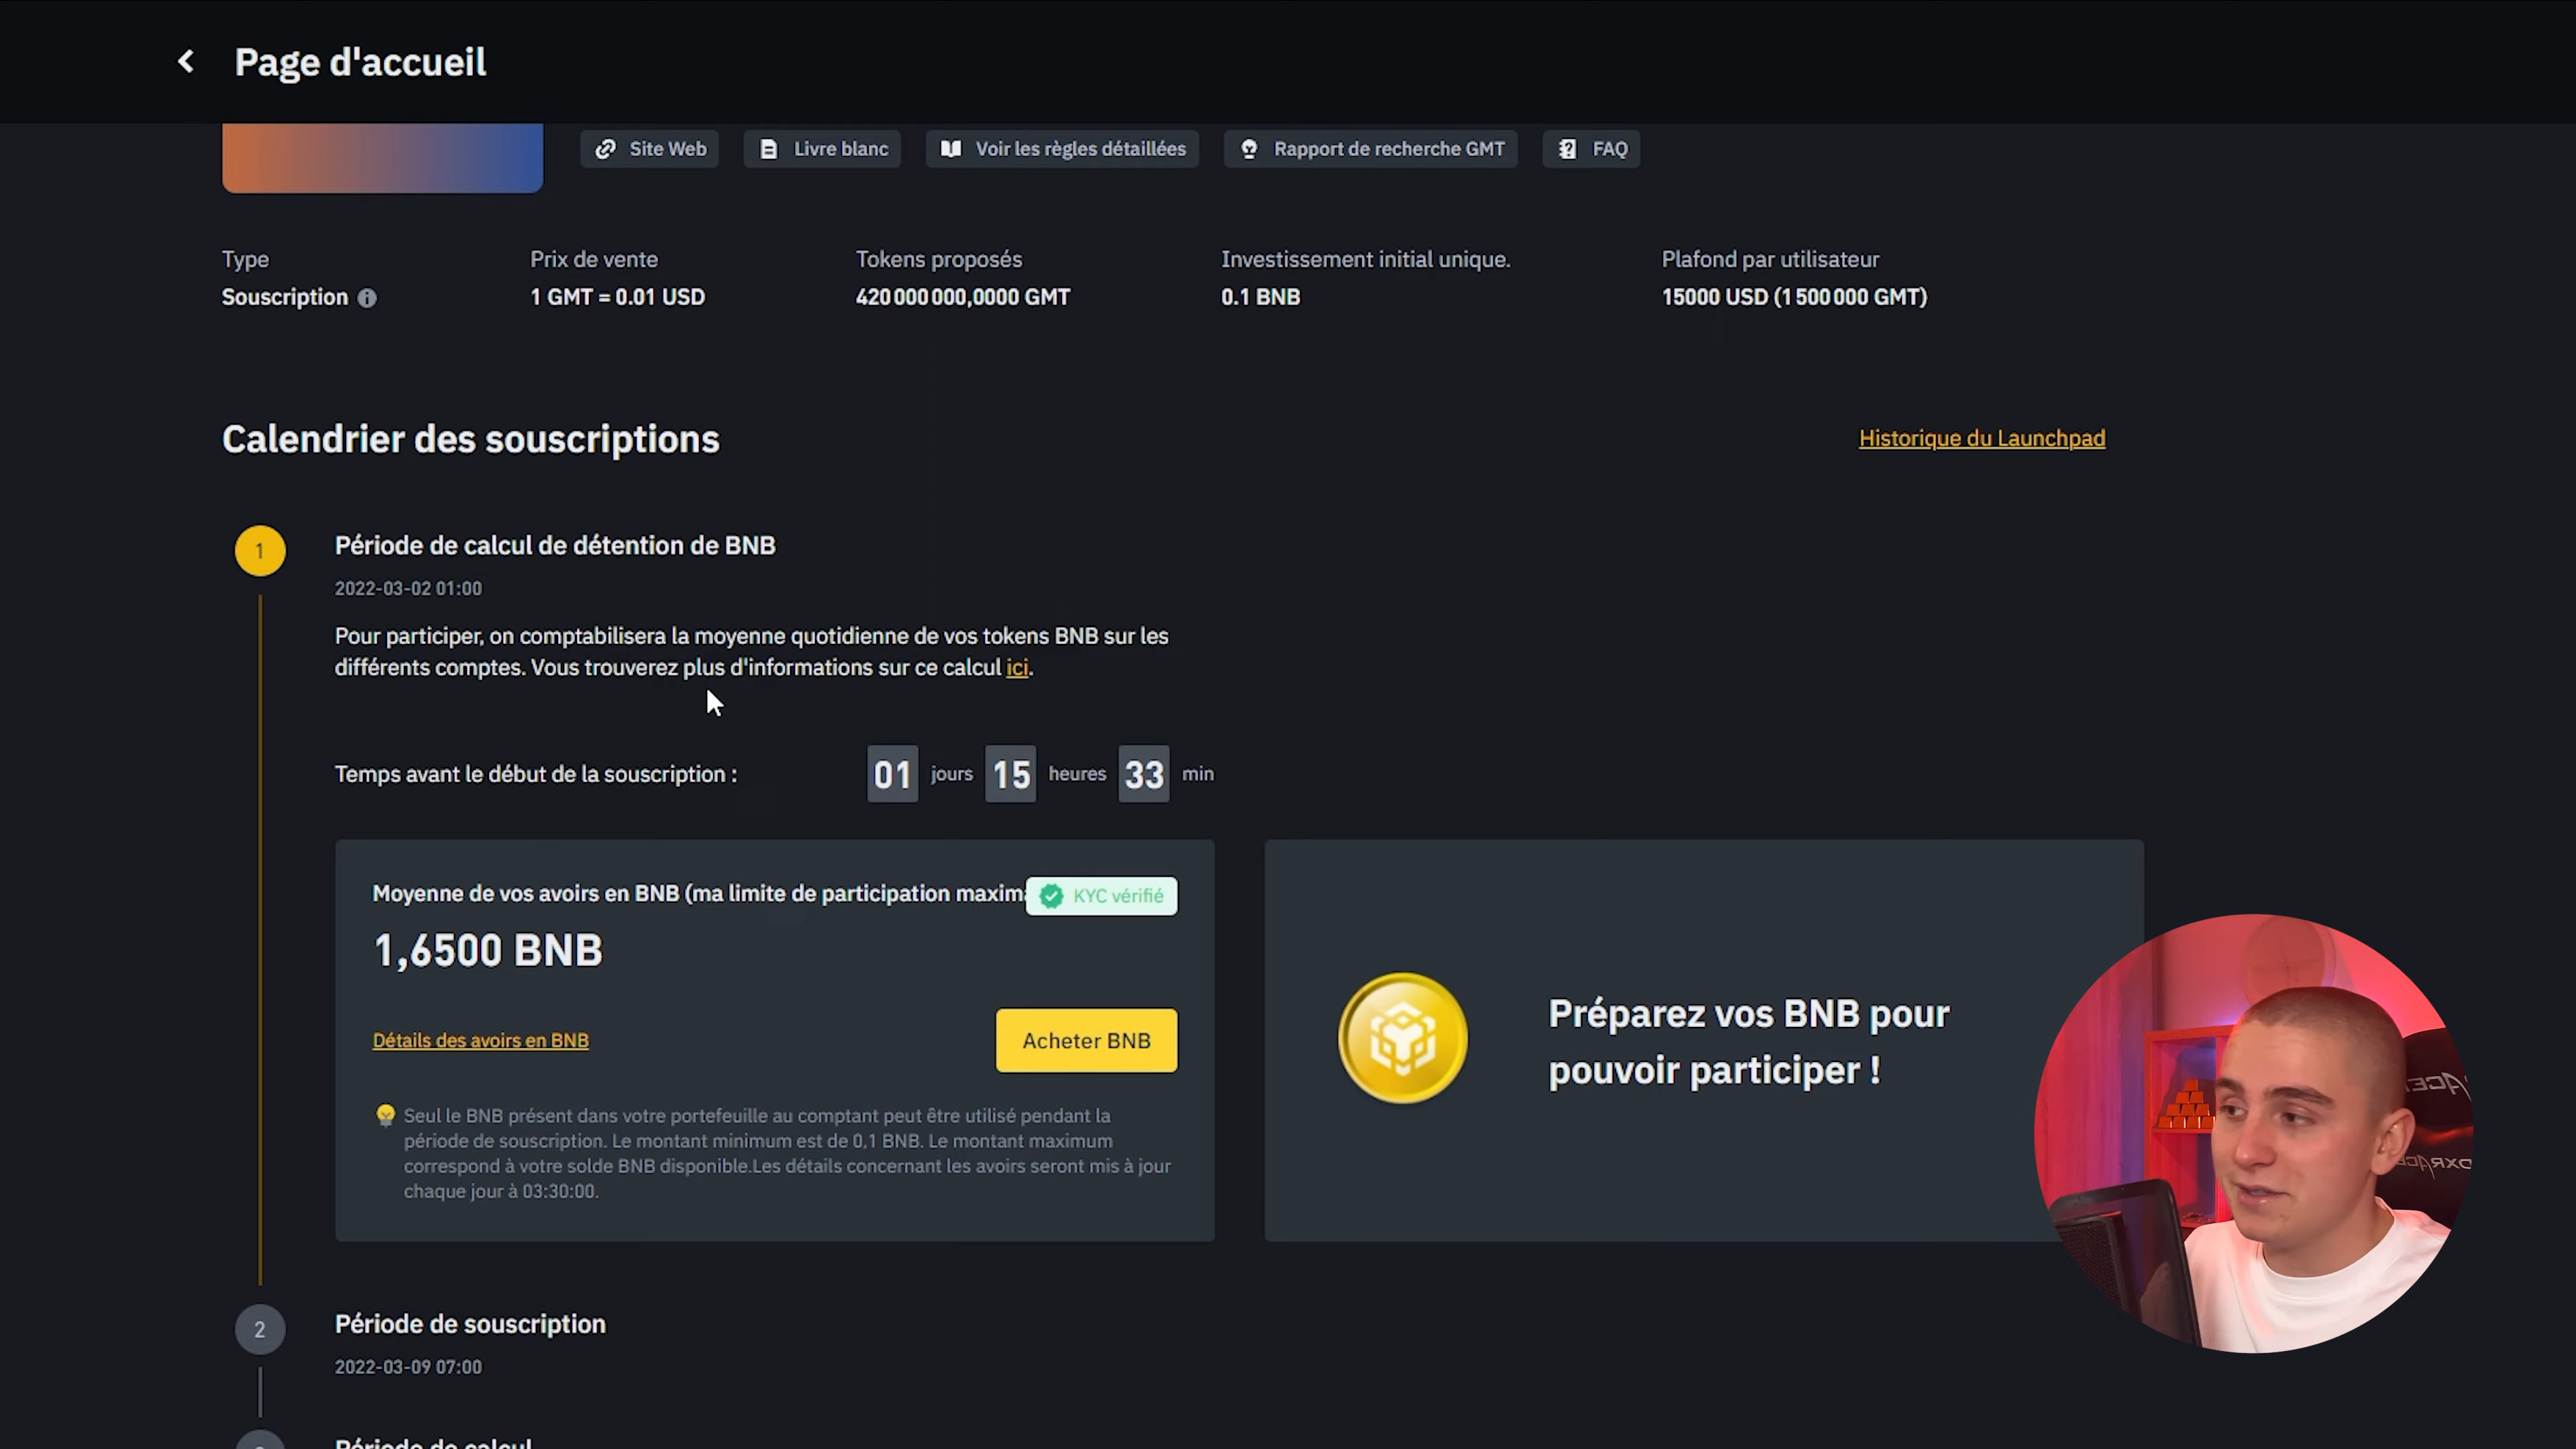 Page d'accueil
Site Web
Livre blanc
Voir les règles détaillées
Rapport de recherche GMT
FAQ
Type
Prix de vente
Tokens proposés
Investissement initial unique.
Plafond par utilisateur
Souscription
1 GMT = 0.01 USD
420 000 000,0000 GMT
0.1 BNB
15000 USD (1 500 000 GMT)
Calendrier des souscriptions
Historique du Launchpad
1
Période de calcul de détention de BNB
2022-03-02 01:00
Pour participer, on comptabilisera la moyenne quotidienne de vos tokens BNB sur les
différents comptes. Vous trouverez plus d'informations sur ce calcul ici.
Temps avant le début de la souscription :
01 jours 15 heures 33 min
Moyenne de vos avoirs en BNB (ma limite de participation
KYC vérifié
1,6500 BNB
Détails des avoirs en BNB
Acheter BNB
Seul le BNB présent dans votre portefeuille au comptant peut être utilisé pendant la
période de souscription. Le montant minimum est de 0,1 BNB. Le montant maximum
correspond à votre solde BNB disponible.Les détails concernant les avoirs seront mis à jour
chaque jour à 03:30:00.
Préparez vos BNB pour
pouvoir participer !
2
Période de souscription
2022-03-09 07:00
Période de calcul